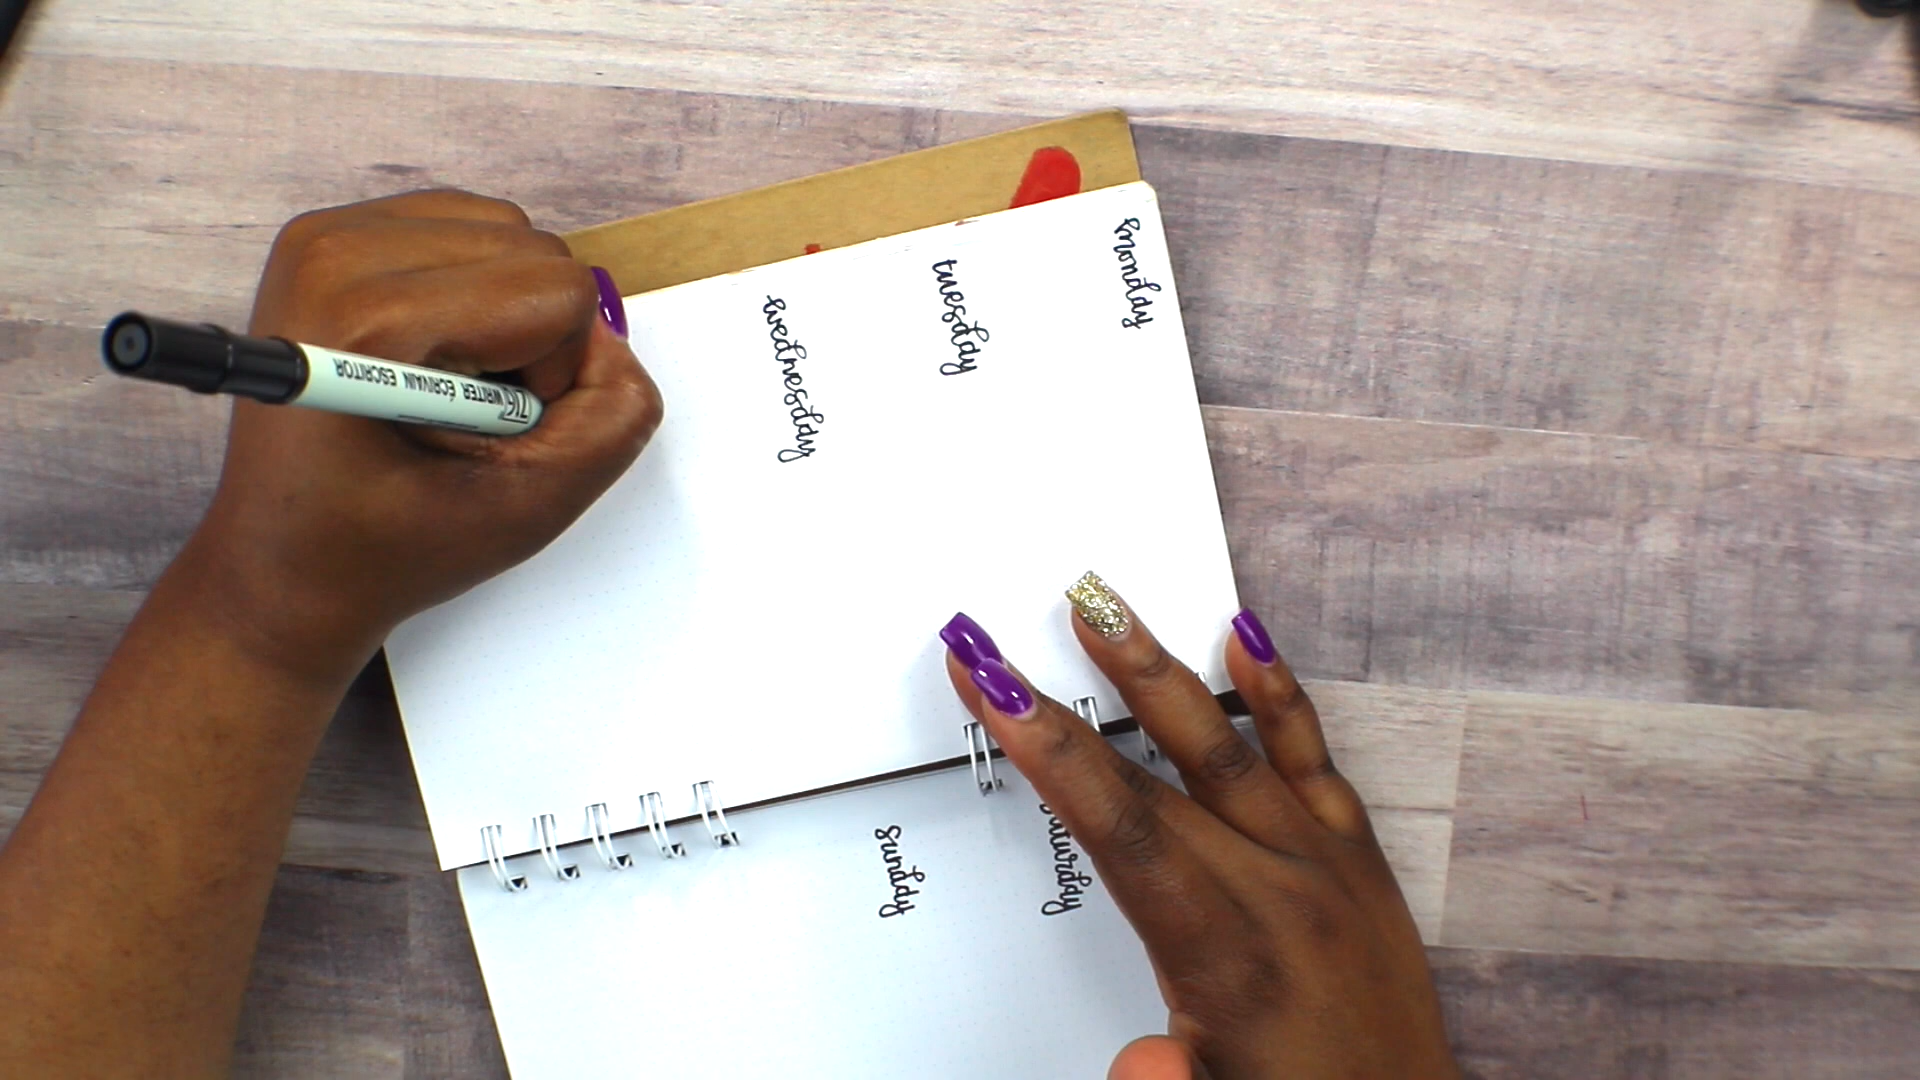 monday
tuesday
wednesday
saturday
sunday
ZIG WRITER ÉCRIVAIN ESCRITOR